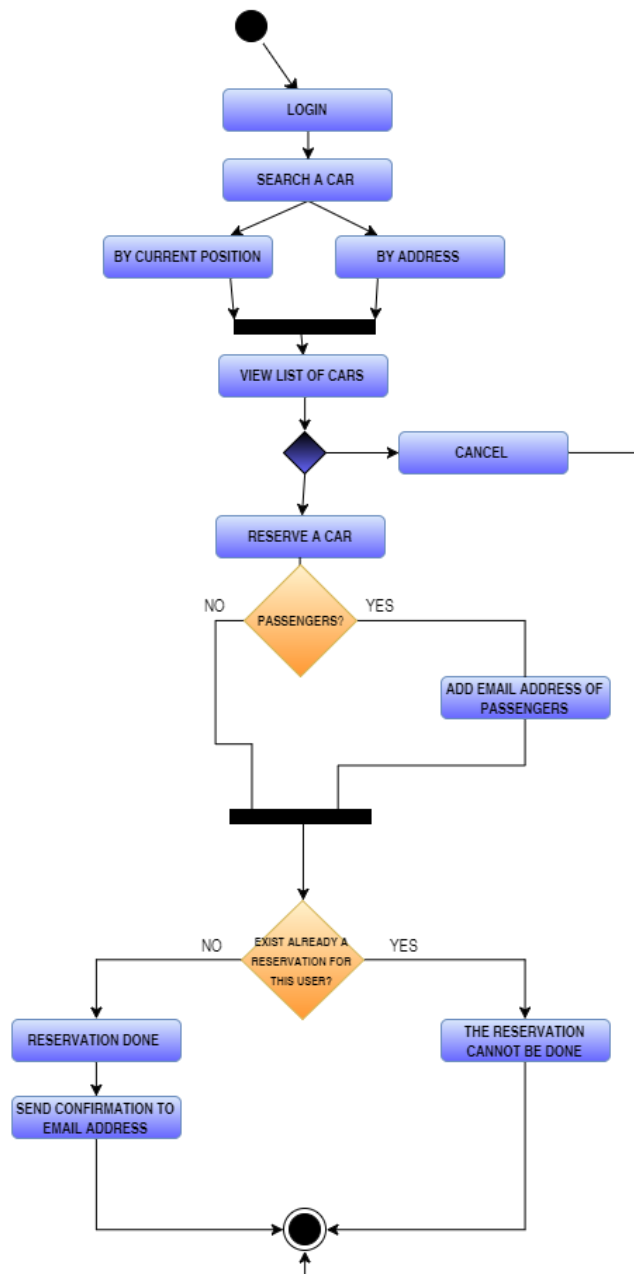 LOGIN
SEARCH A CAR
BY CURRENT POSITION
BY ADDRESS
VIEW LIST OF CARS
CANCEL
RESERVE A CAR
NO
PASSENGERS?
YES
ADD EMAIL ADDRESS OF
PASSENGERS
NO
EXIST ALREADY A
RESERVATION FOR
THIS USER?
YES
RESERVATION DONE
THE RESERVATION
CANNOT BE DONE
SEND CONFIRMATION TO
EMAIL ADDRESS